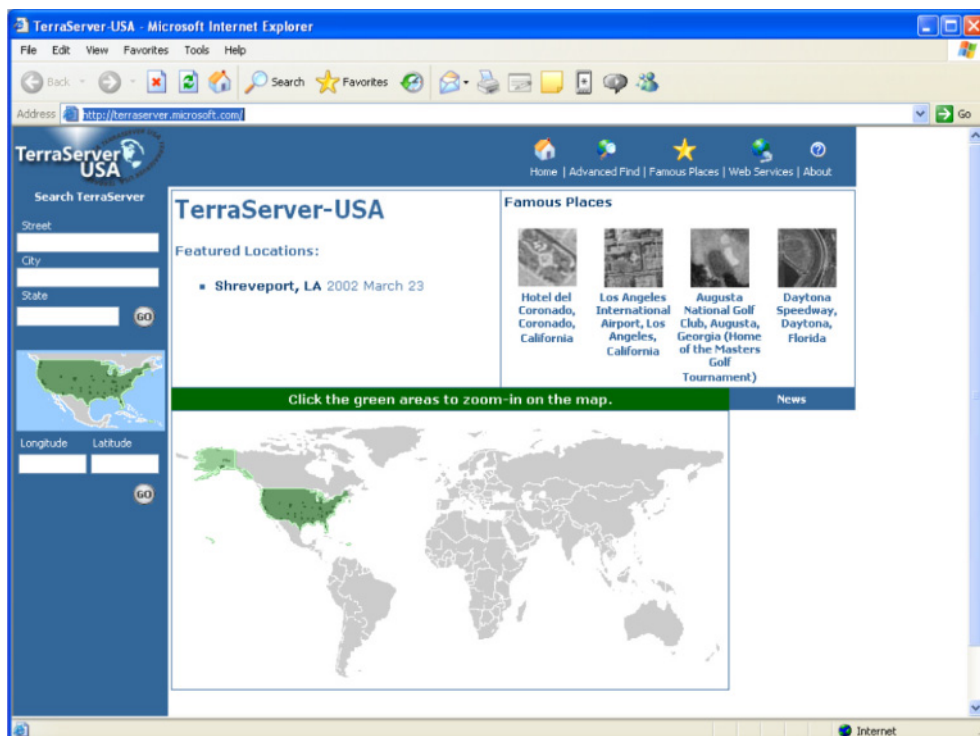 TerraServer-USA - Microsoft Internet Explorer
File Edit View Favorites Tools Help
Back Search Favorites
Address http://terraserver.microsoft.com/ Go
TerraServer
USA
Home | Advanced Find | Famous Places | Web Services | About
Search TerraServer
Street
City
State
GO
Longitude Latitude
GO
TerraServer-USA
Featured Locations:
Shreveport, LA 2002 March 23
Famous Places
Hotel del
Coronado,
Coronado,
California
Los Angeles
International
Airport, Los
Angeles,
California
Augusta
National Golf
Club, Augusta,
Georgia (Home
of the Masters
Golf
Tournament)
Daytona
Speedway,
Daytona,
Florida
Click the green areas to zoom-in on the map.
News
Internet